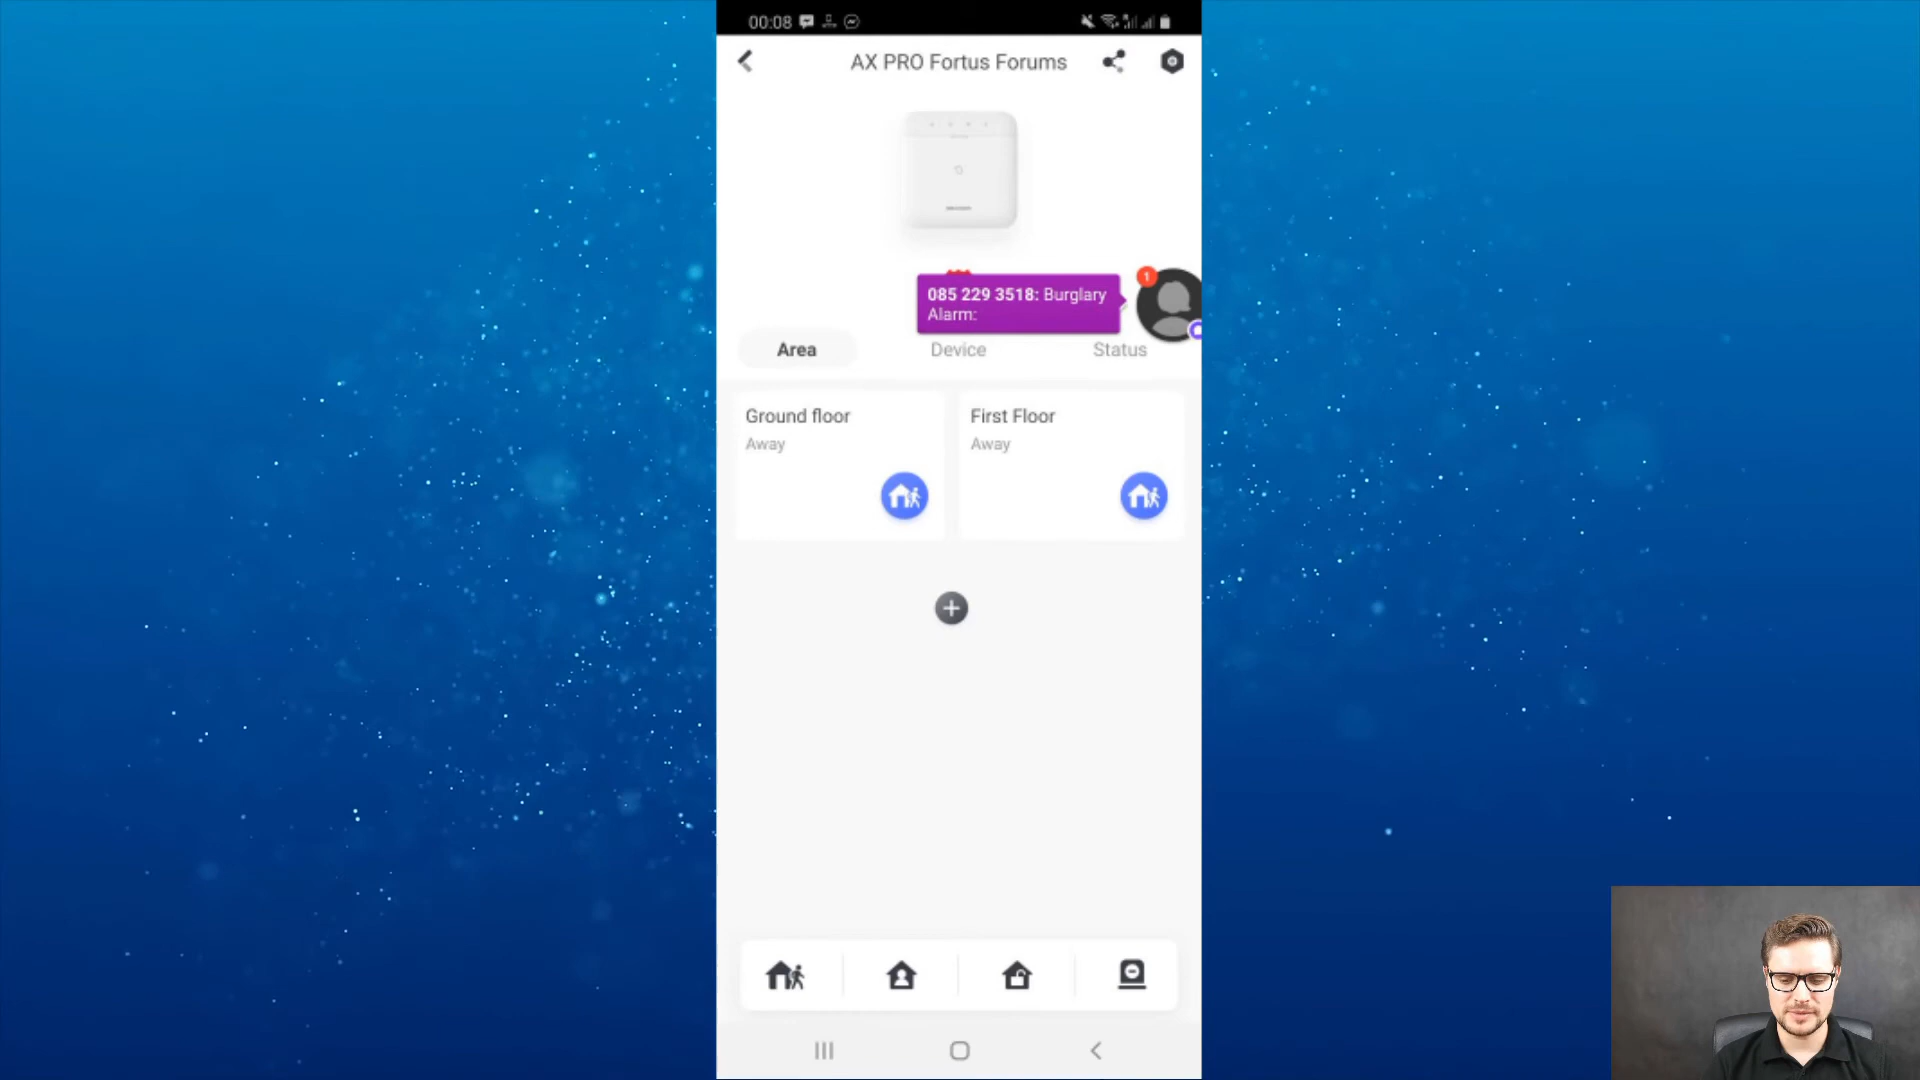 00:08
AX PRO Fortus Forums
1
085 229 3518: Burglary
Alarm:
Area
Device
Status
Ground floor
Away
First Floor
Away